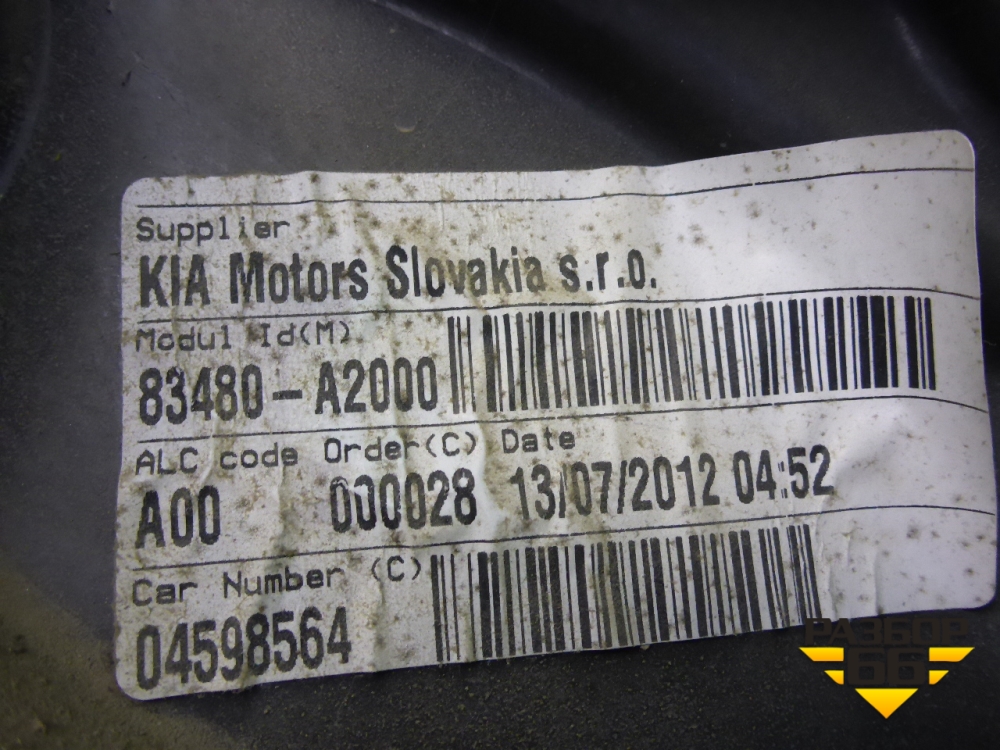 Supplier
KIA Motors Slovakia s.r.o.
Modul Id(M)
83480-A2000
ALC code Order(C) Date
A00 000028 13/07/2012 04:52
Car Number (C)
04598564
РАЗБОР
66